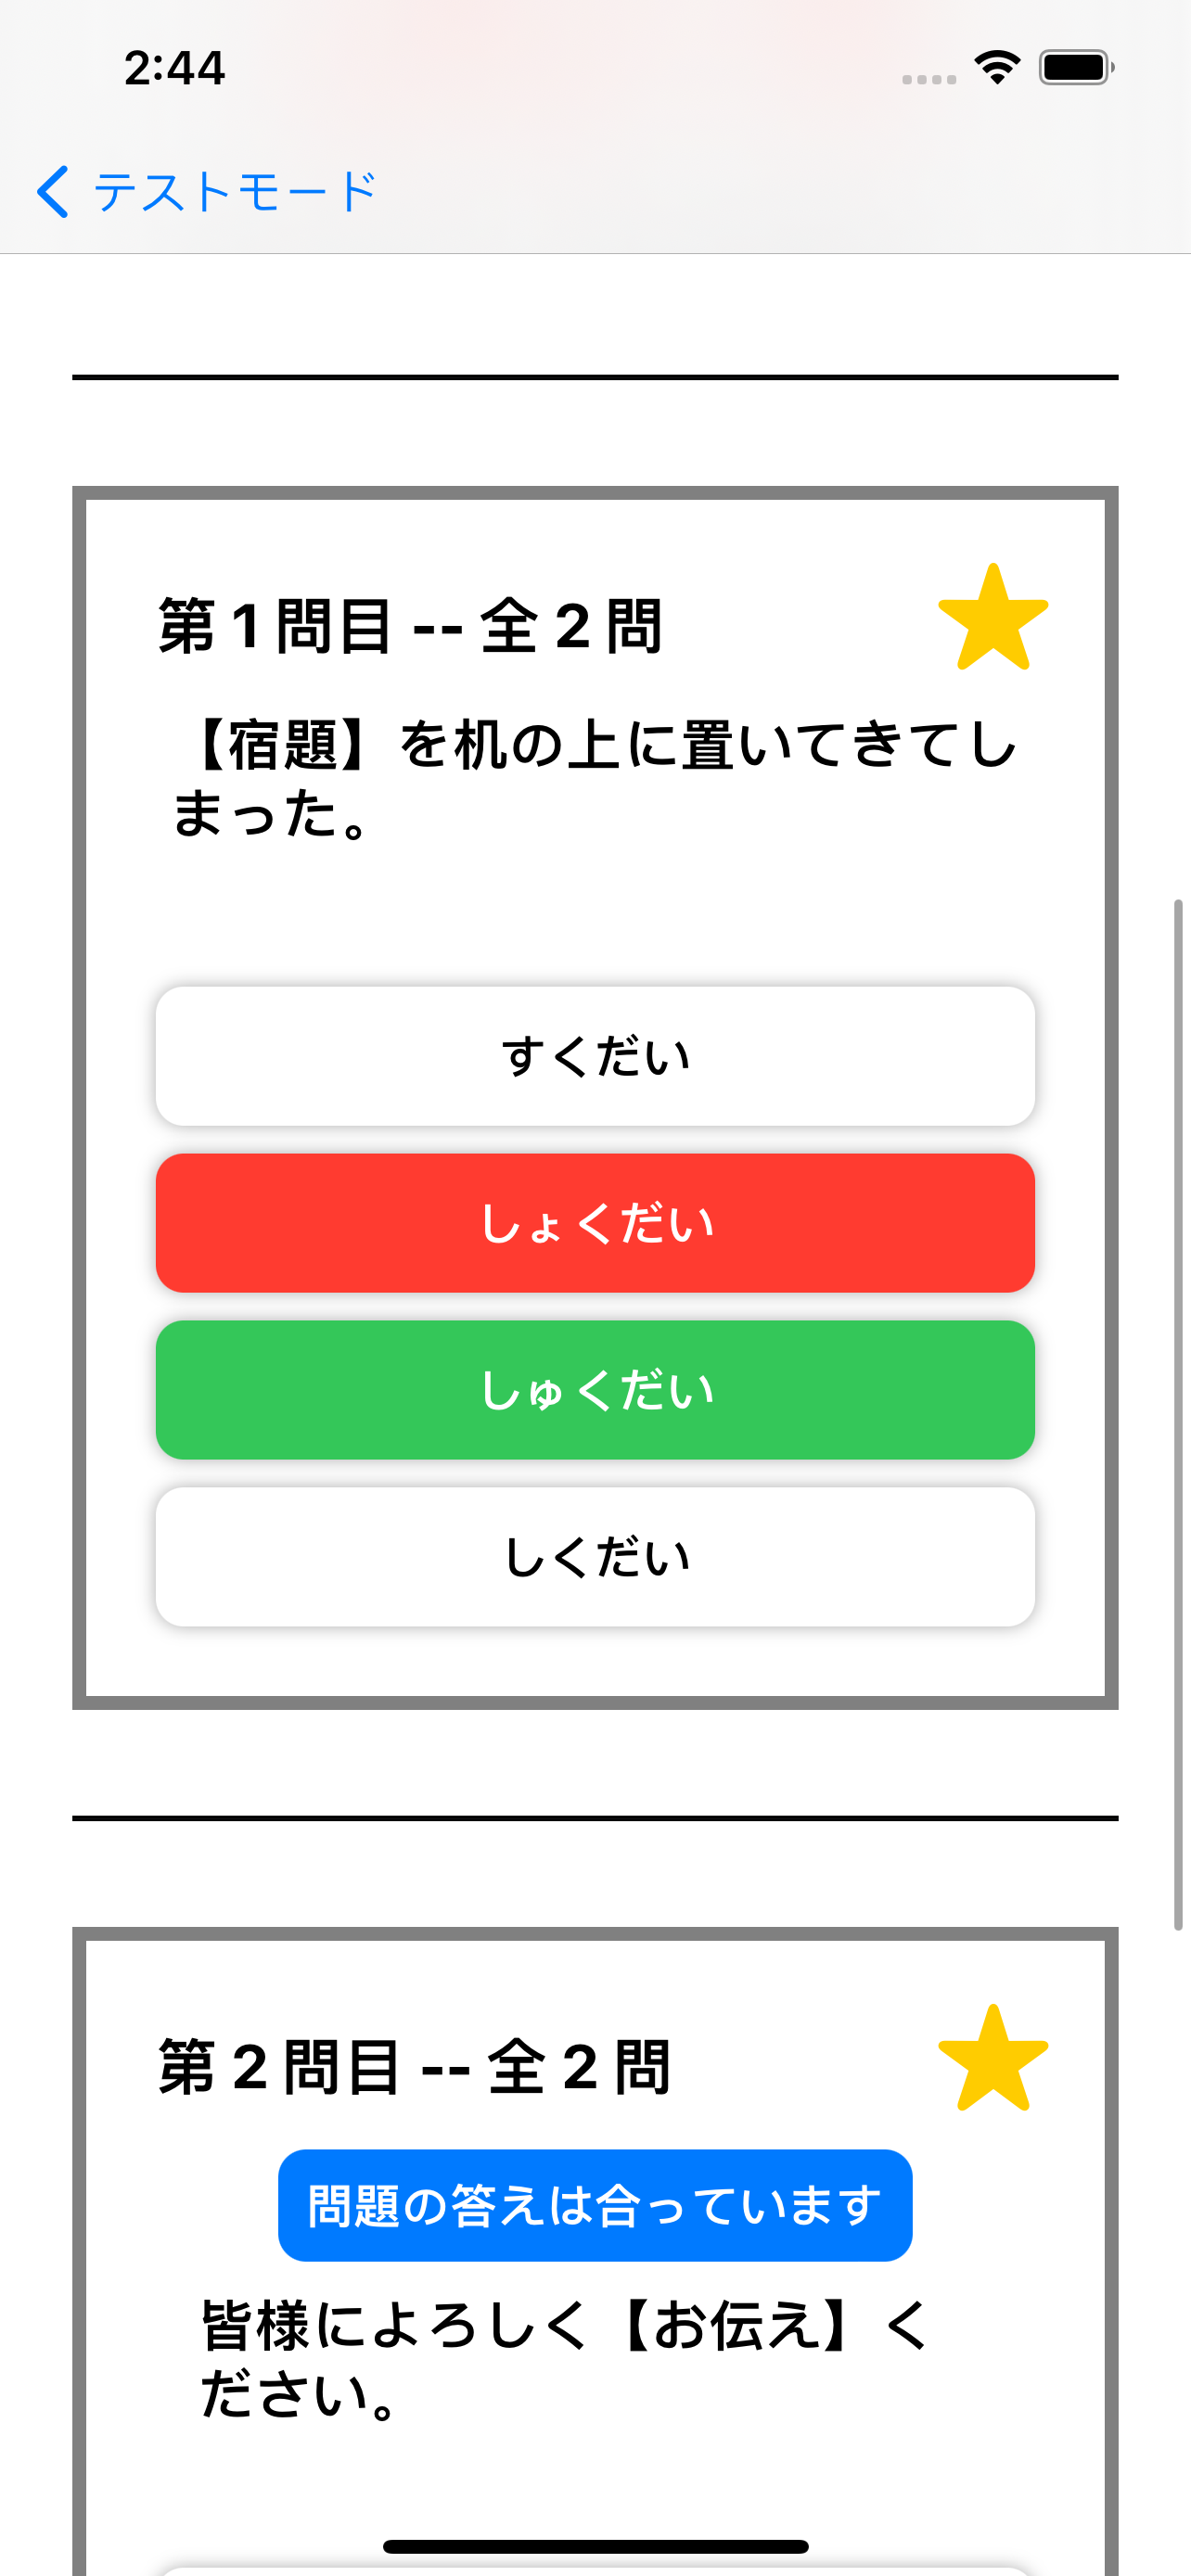 2:44
テストモード
第 1 問目 -- 全 2 問
【宿題】を机の上に置いてきてし
まった。
すくだい
しょくだい
しゅくだい
しくだい
第 2 問目 -- 全 2 問
問題の答えは合っています
皆様によろしく【お伝え】く
ださい。